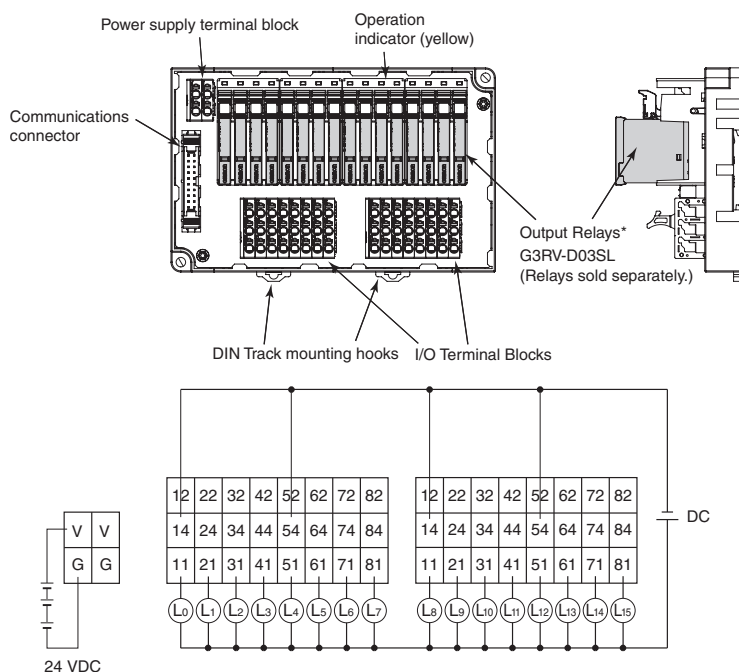 Power supply terminal block
Operation
indicator (yellow)
Communications
connector
Output Relays*
G3RV-D03SL
(Relays sold separately.)
DIN Track mounting hooks
I/O Terminal Blocks
12 22 32 42 52 62 72 82
12 22 32 42 52 62 72 82
V V
14 24 34 44 54 64 74 84
14 24 34 44 54 64 74 84
DC
G G
11 21 31 41 51 61 71 81
11 21 31 41 51 61 71 81
L0 L1 L2 L3 L4 L5 L6 L7
L8 L9 L10 L11 L12 L13 L14 L15
24 VDC